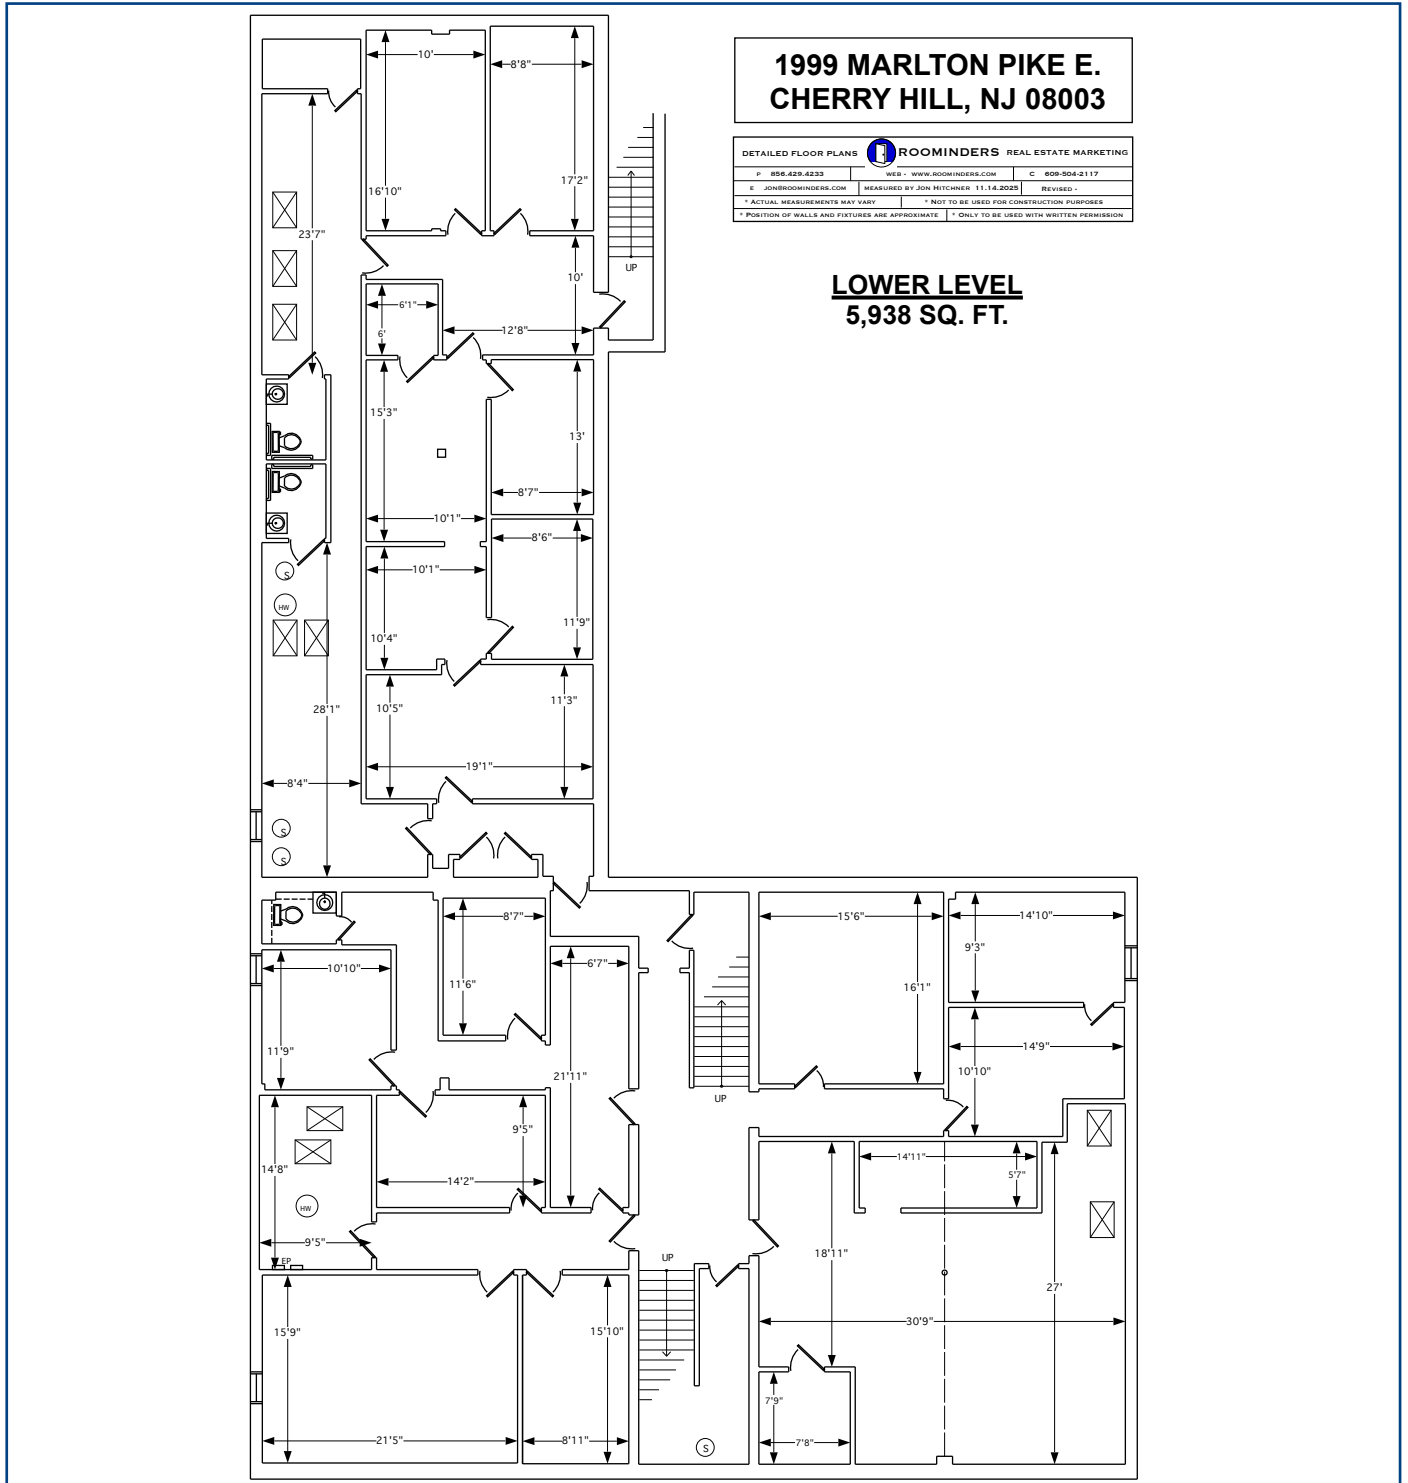 1999 MARLTON PIKE E.
CHERRY HILL, NJ 08003
DETAILED FLOOR PLANS ROOMINDERS REAL ESTATE MARKETING
P 856.429.4233 WEB - WWW.ROOMINDERS.COM C 609-504-2117
E JON@ROOMINDERS.COM MEASURED BY JON HITCHNER 11.14.2025 REVISED -
* ACTUAL MEASUREMENTS MAY VARY * NOT TO BE USED FOR CONSTRUCTION PURPOSES
* POSITION OF WALLS AND FIXTURES ARE APPROXIMATE * ONLY TO BE USED WITH WRITTEN PERMISSION
LOWER LEVEL
5,938 SQ. FT.
10'
8'8"
16'10"
17'2"
23'7"
UP
10'
6'1"
6'
12'8"
15'3"
13'
8'7"
10'1"
8'6"
10'1"
S
HW
11'9"
10'4"
28'1"
10'5"
11'3"
19'1"
8'4"
S
S
8'7"
15'6"
14'10"
10'10"
6'7"
9'3"
11'6"
16'1"
11'9"
21'11"
14'9"
10'10"
UP
9'5"
14'8"
14'2"
14'11"
5'7"
HW
9'5"
EP
UP
18'11"
27'
15'9"
15'10"
30'9"
7'9"
21'5"
8'11"
S
7'8"